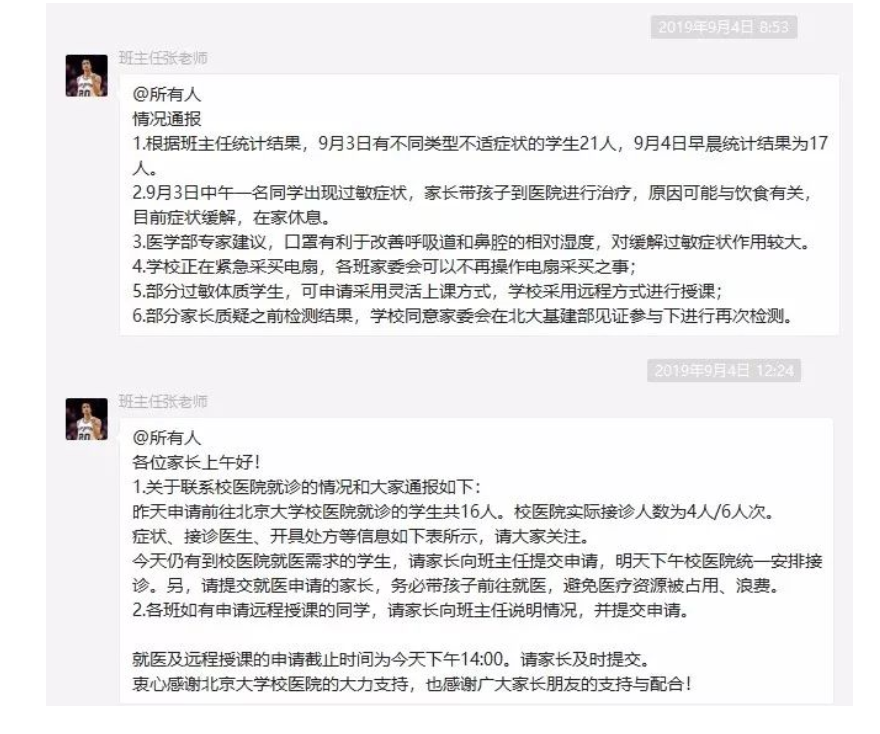 2019年9月4日 8:53
班主任张老师
@所有人
情况通报
1.根据班主任统计结果，9月3日有不同类型不适症状的学生21人，9月4日早晨统计结果为17
人。
2.9月3日中午一名同学出现过敏症状，家长带孩子到医院进行治疗，原因可能与饮食有关，
目前症状缓解，在家休息。
3.医学部专家建议，口罩有利于改善呼吸道和鼻腔的相对湿度，对缓解过敏症状作用较大。
4.学校正在紧急采买电扇，各班家委会可以不再操作电扇采买之事；
5.部分过敏体质学生，可申请采用灵活上课方式，学校采用远程方式进行授课；
6.部分家长质疑之前检测结果，学校同意家委会在北大基建部见证参与下进行再次检测。
2019年9月4日 12:24
班主任张老师
@所有人
各位家长上午好！
1.关于联系校医院就诊的情况和大家通报如下：
昨天申请前往北京大学校医院就诊的学生共16人。校医院实际接诊人数为4人/6人次。
症状、接诊医生、开具处方等信息如下表所示，请大家关注。
今天仍有到校医院就医需求的学生，请家长向班主任提交申请，明天下午校医院统一安排接
诊。另，请提交就医申请的家长，务必带孩子前往就医，避免医疗资源被占用、浪费。
2.各班如有申请远程授课的同学，请家长向班主任说明情况，并提交申请。
就医及远程授课的申请截止时间为今天下午14:00。请家长及时提交。
衷心感谢北京大学校医院的大力支持，也感谢广大家长朋友的支持与配合！